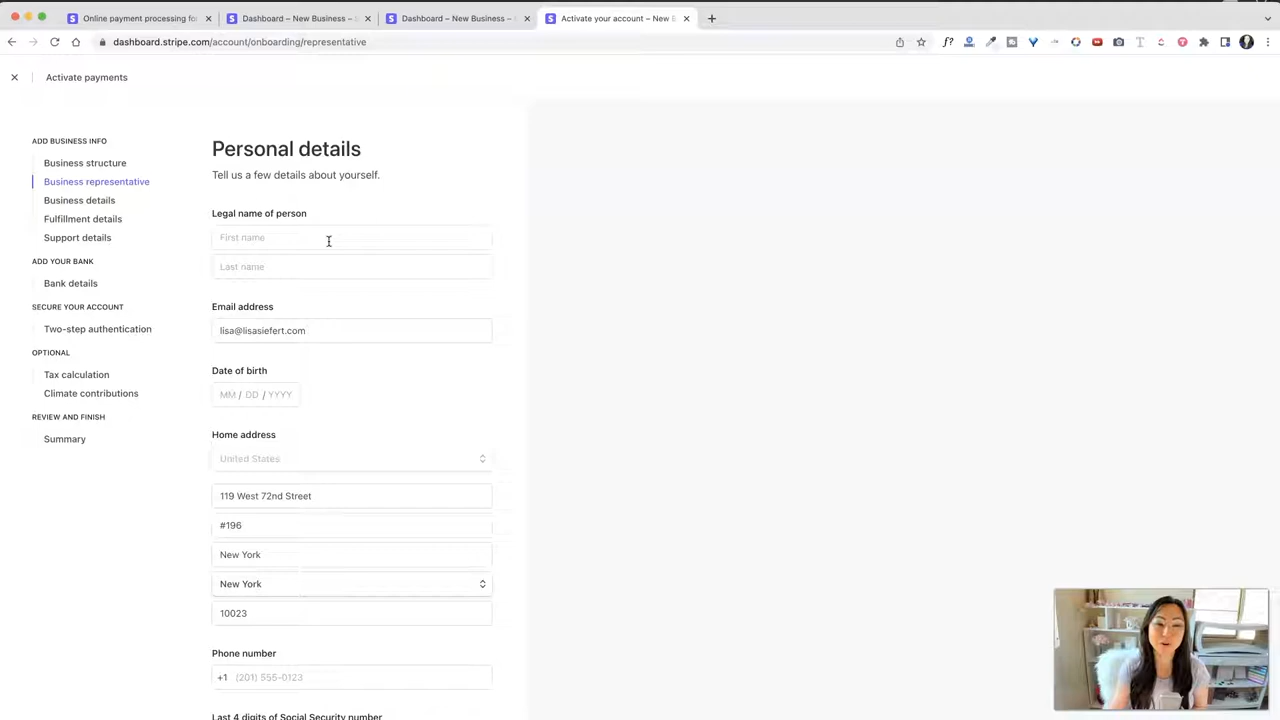 Online payment processing fo
Dashboard – New Business –
Dashboard – New Business –
Activate your account – New B
dashboard.stripe.com/account/onboarding/representative
Activate payments
ADD BUSINESS INFO
Business structure
Business representative
Business details
Fulfillment details
Support details
ADD YOUR BANK
Bank details
SECURE YOUR ACCOUNT
Two-step authentication
OPTIONAL
Tax calculation
Climate contributions
REVIEW AND FINISH
Summary
Personal details
Tell us a few details about yourself.
Legal name of person
First name
Last name
Email address
lisa@lisasiefert.com
Date of birth
MM / DD / YYYY
Home address
United States
119 West 72nd Street
#196
New York
New York
10023
Phone number
+1 (201) 555-0123
Last 4 digits of Social Security number